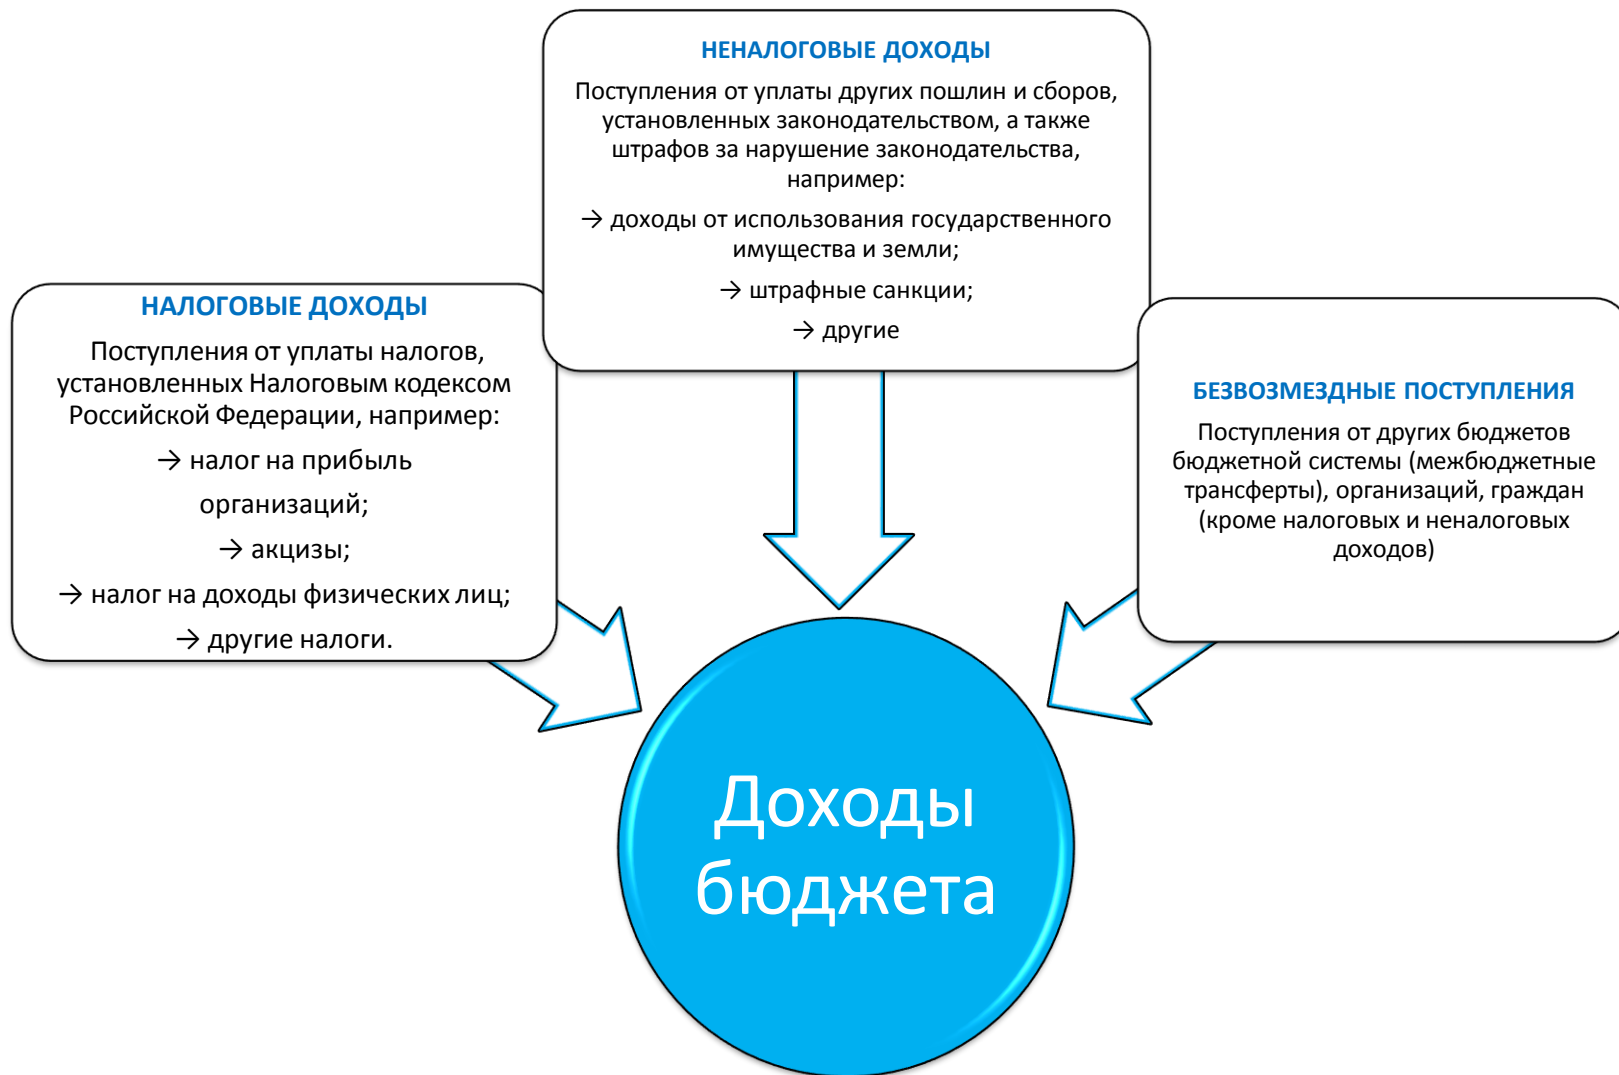 НЕНАЛОГОВЫЕ ДОХОДЫ
Поступления от уплаты других пошлин и сборов,
установленных законодательством, а также
штрафов за нарушение законодательства,
например:
→ доходы от использования государственного
имущества и земли;
→ штрафные санкции;
→ другие
НАЛОГОВЫЕ ДОХОДЫ
Поступления от уплаты налогов,
установленных Налоговым кодексом
Российской Федерации, например:
→ налог на прибыль
организаций;
→ акцизы;
→ налог на доходы физических лиц;
→ другие налоги.
БЕЗВОЗМЕЗДНЫЕ ПОСТУПЛЕНИЯ
Поступления от других бюджетов
бюджетной системы (межбюджетные
трансферты), организаций, граждан
(кроме налоговых и неналоговых
доходов)
Доходы
бюджета